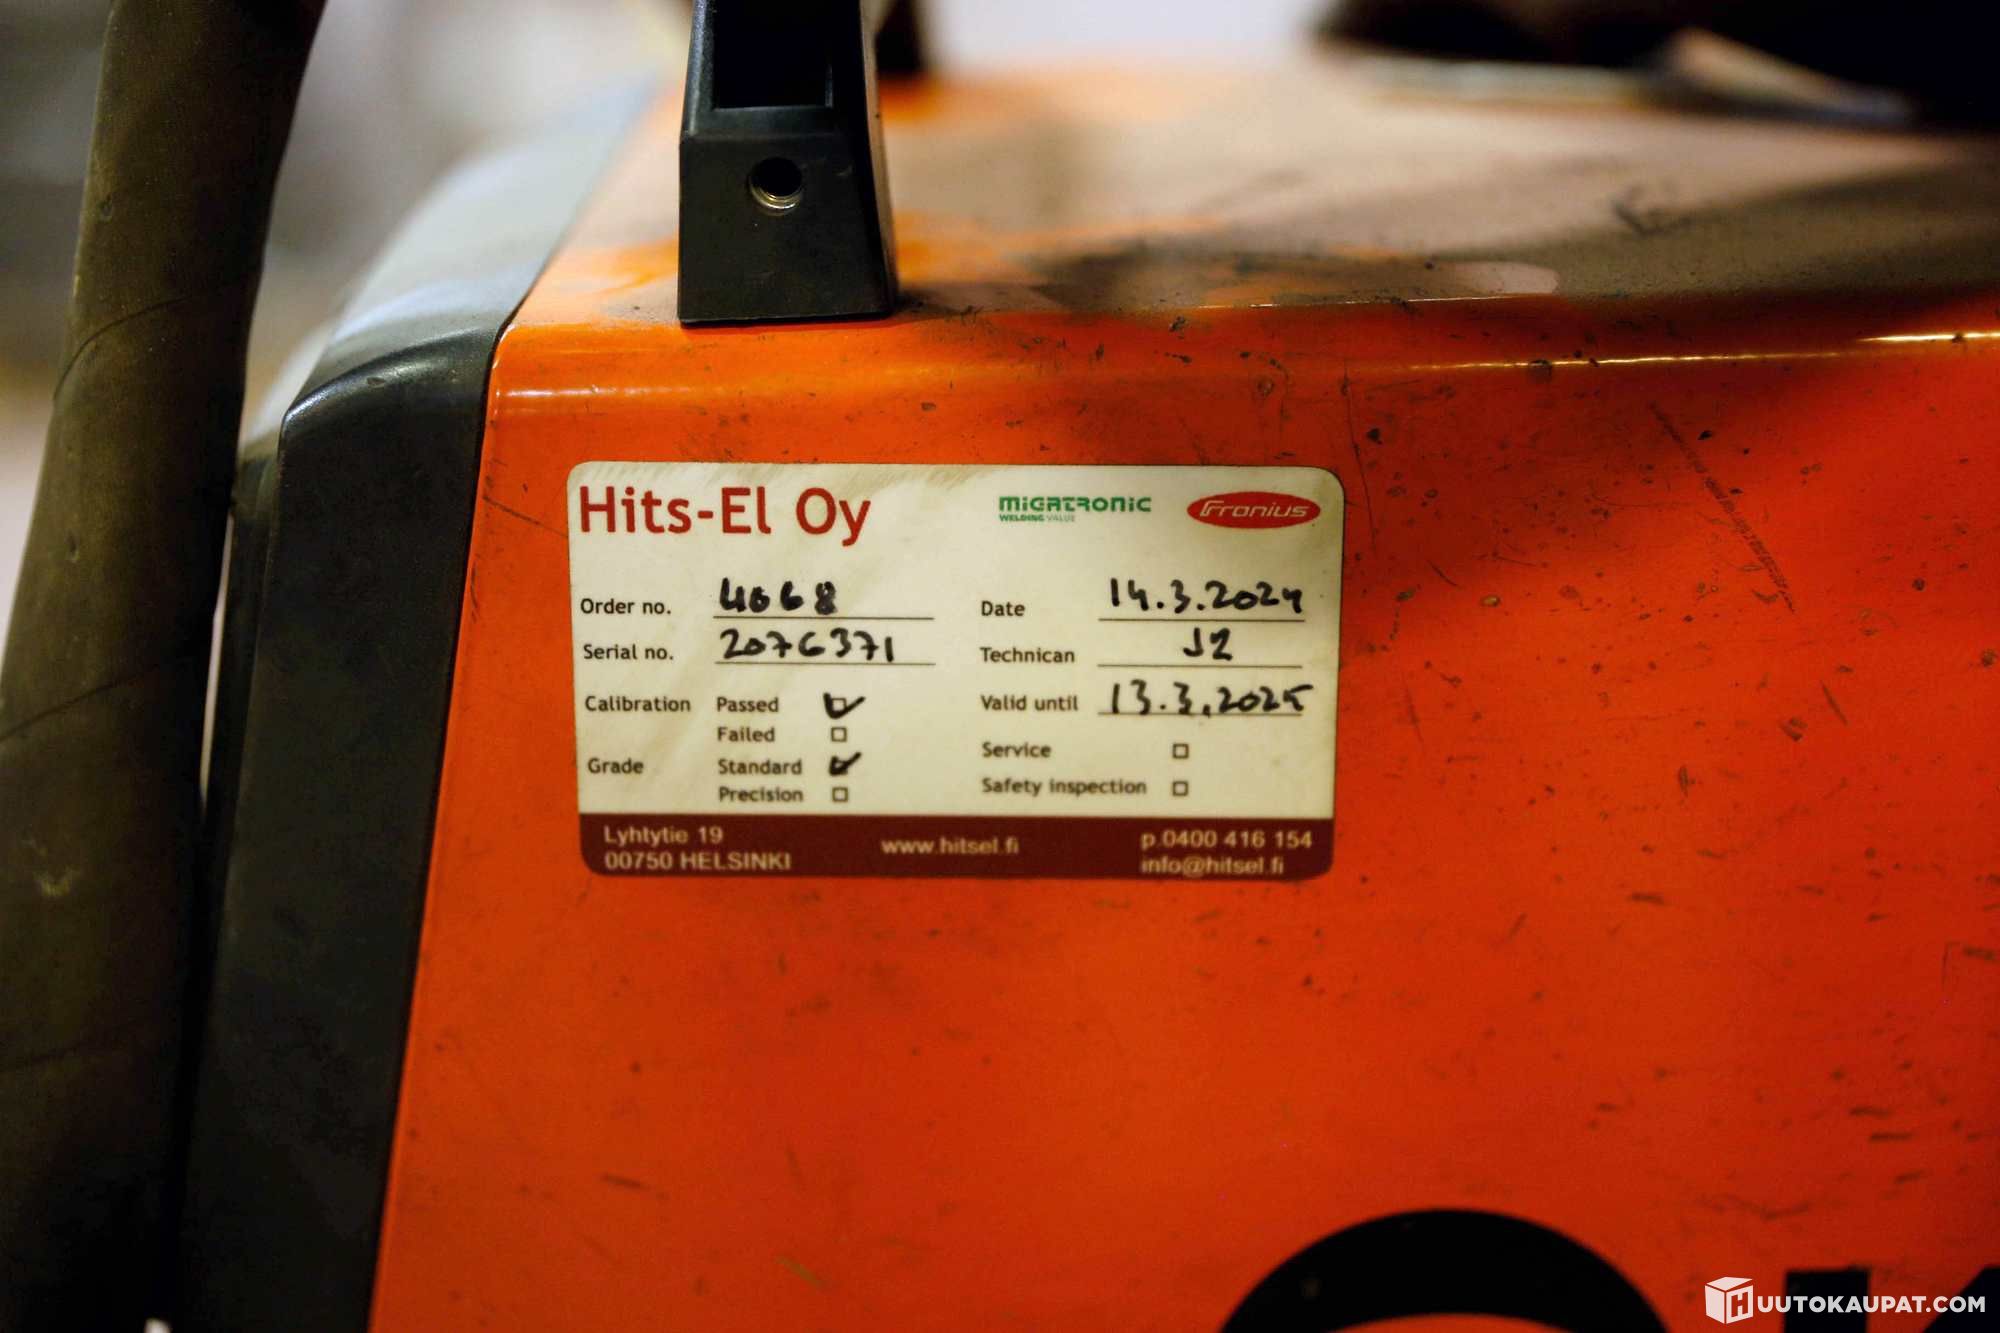 Hits-El Oy
MIGATRONIC
WELDING VALUE
Fronius
Order no. 4068
Date 14.3.2024
Serial no. 2076371
Technican JZ
Calibration Passed
Valid until 13.3.2025
Failed
Service
Grade Standard
Safety inspection
Precision
Lyhtytie 19
00750 HELSINKI
www.hitsel.fi
p.0400 416 154
info@hitsel.fi
HUUTOKAUPAT.COM